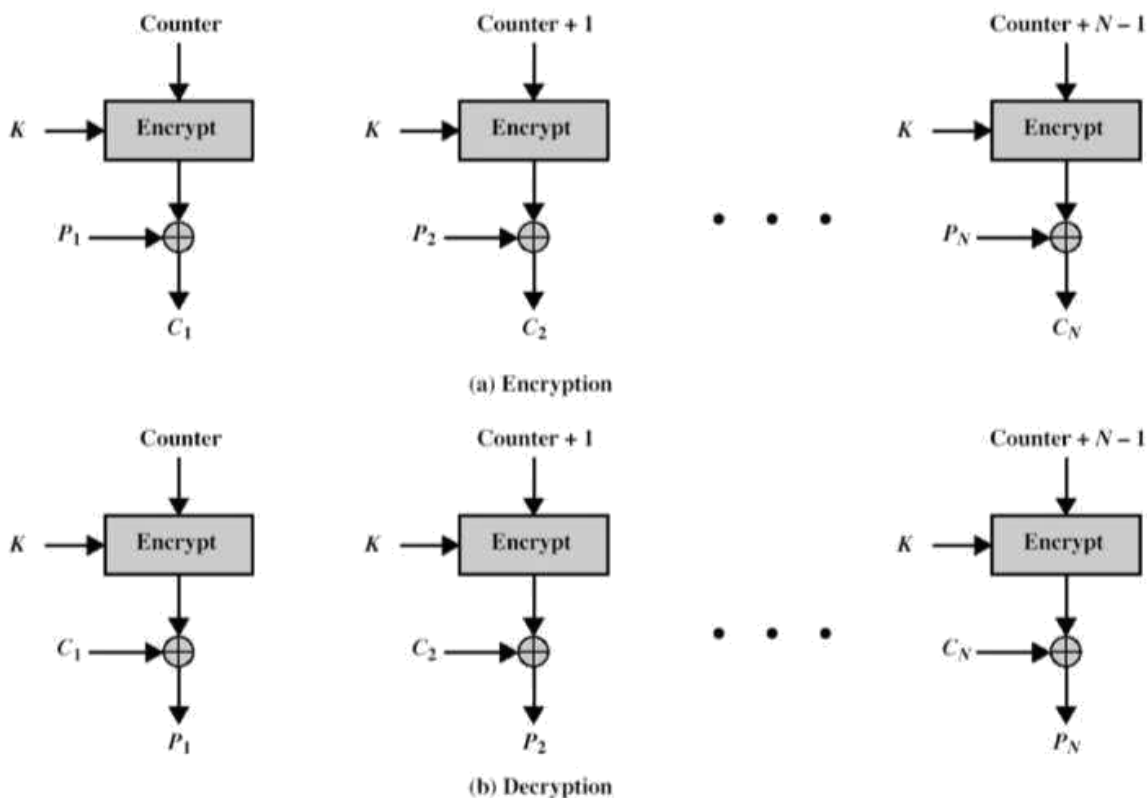 Counter Counter + 1 Counter + N – 1
K Encrypt K Encrypt K Encrypt
P1 P2 PN
C1 C2 CN
(a) Encryption
Counter Counter + 1 Counter + N – 1
K Encrypt K Encrypt K Encrypt
C1 C2 CN
P1 P2 PN
(b) Decryption